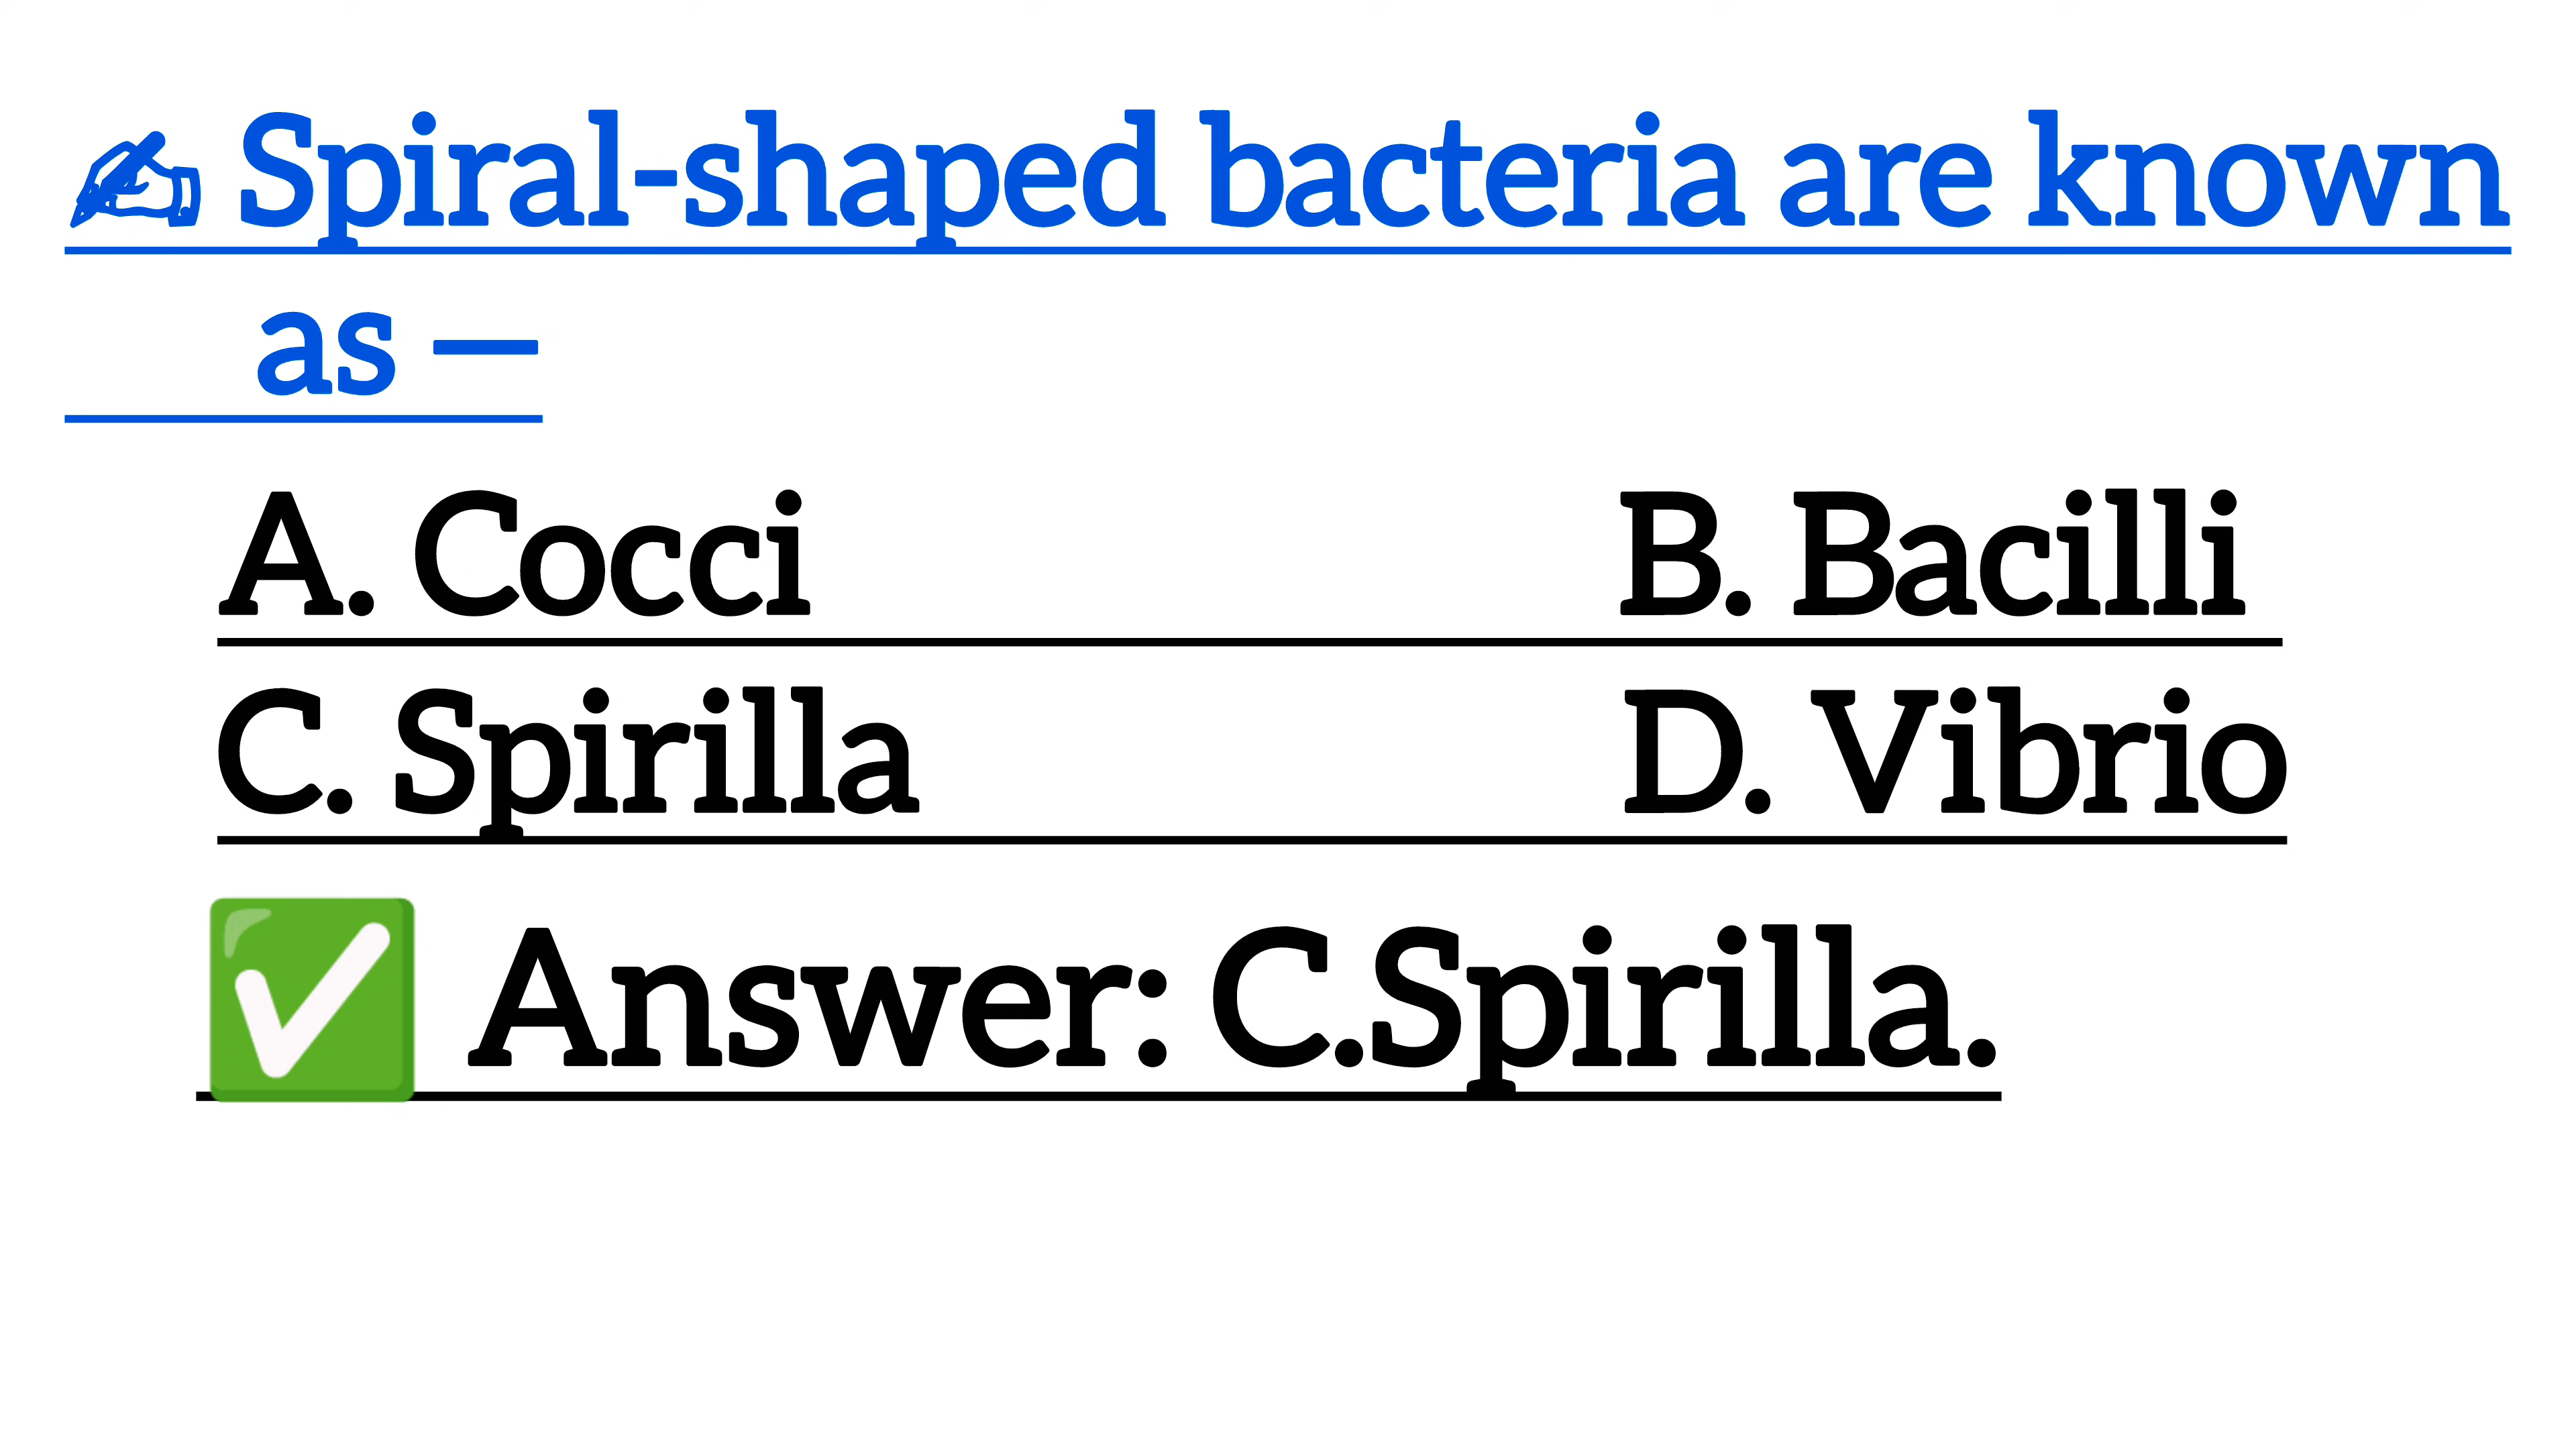 ✍ Spiral-shaped bacteria are known
as –
A. Cocci B. Bacilli
C. Spirilla D. Vibrio
✅ Answer: C.Spirilla.